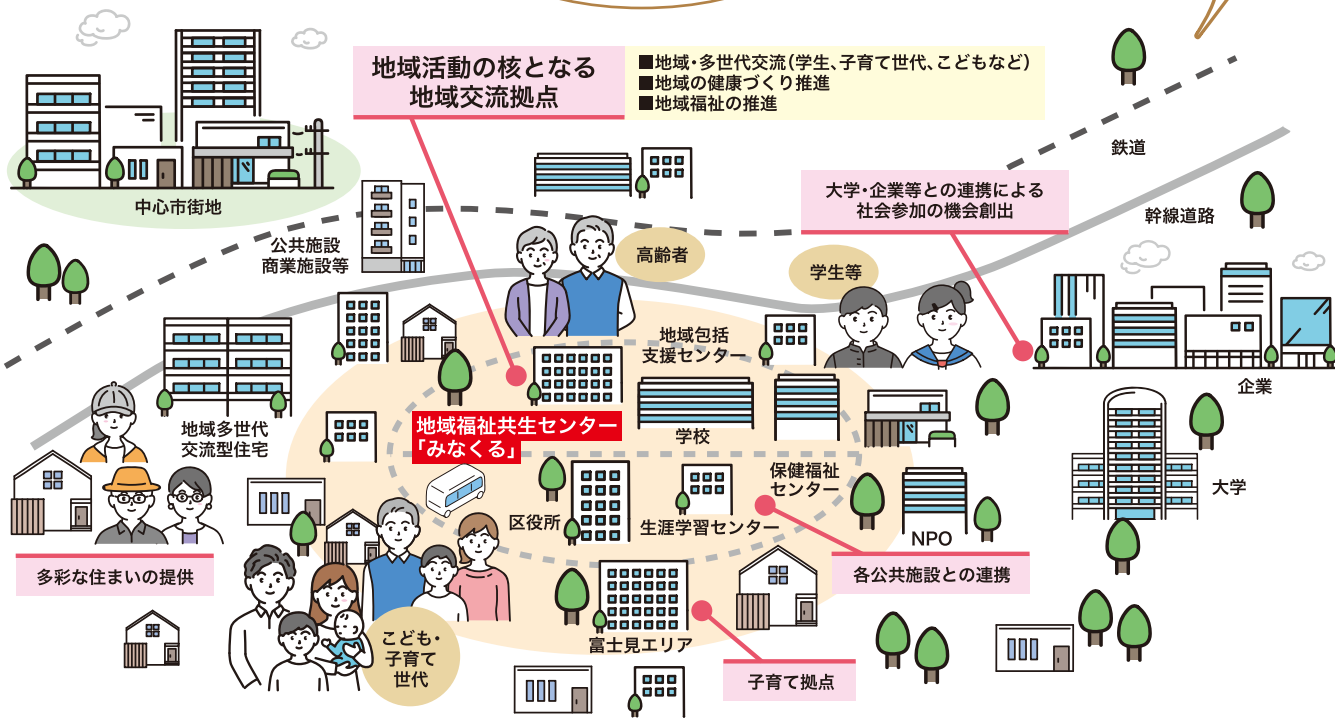 地域活動の核となる
地域交流拠点
■地域・多世代交流(学生、子育て世代、こどもなど)
■地域の健康づくり推進
■地域福祉の推進
鉄道
大学・企業等との連携による
社会参加の機会創出
幹線道路
中心市街地
公共施設
商業施設等
高齢者
学生等
地域包括
支援センター
企業
地域多世代
交流型住宅
地域福祉共生センター
「みなくる」
学校
保健福祉
センター
大学
区役所
生涯学習センター
NPO
多彩な住まいの提供
各公共施設との連携
こども・
子育て
世代
富士見エリア
子育て拠点